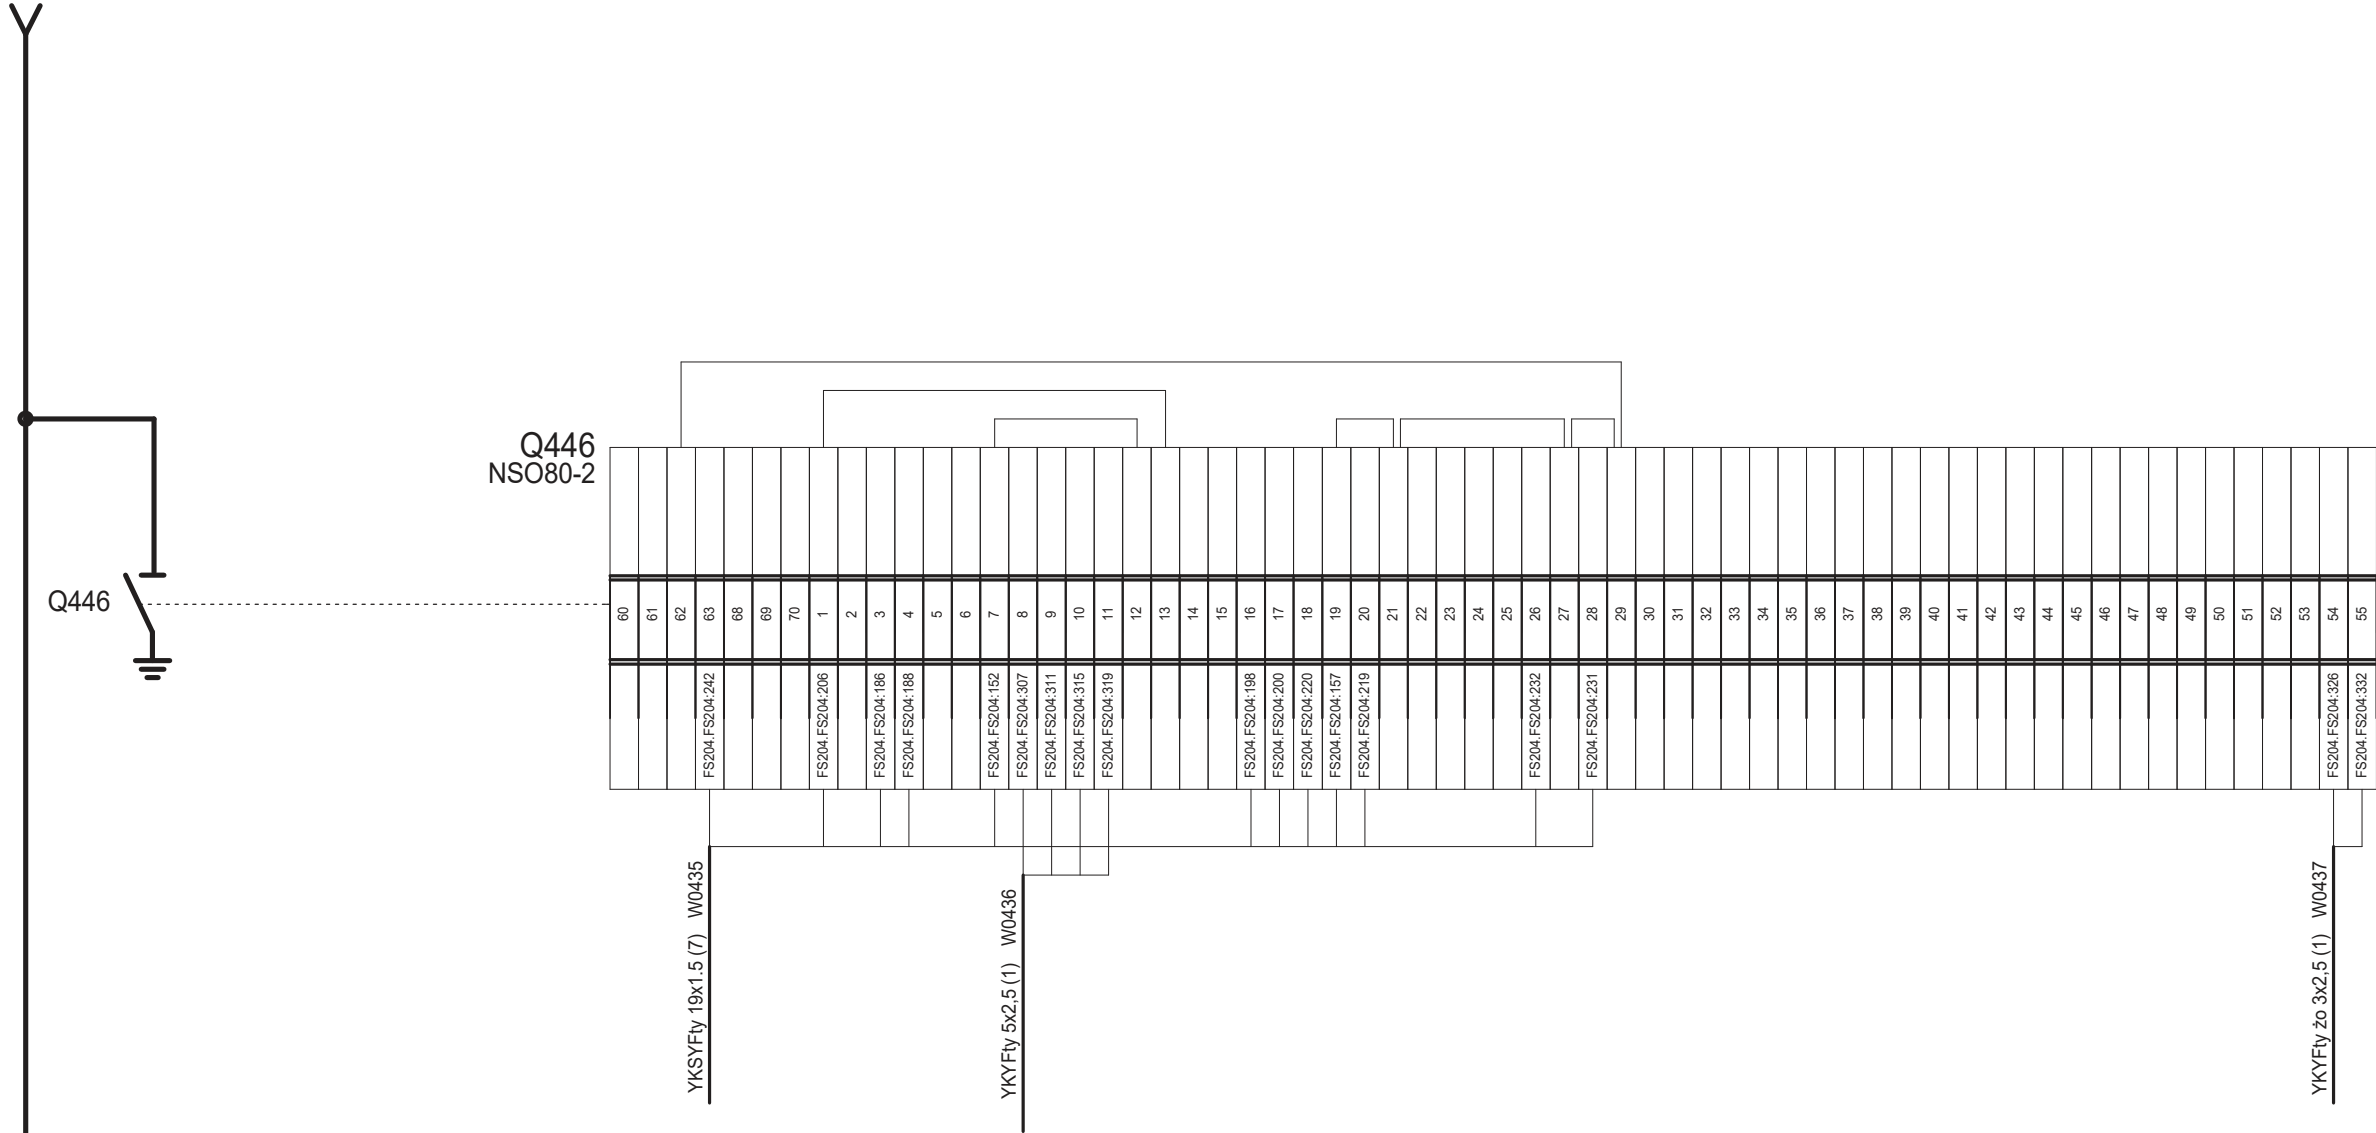 Q446
NSO80-2
Q446
60 61 62 63 68 69 70 1 2 3 4 5 6 7 8 9 10 11 12 13 14 15 16 17 18 19 20 21 22 23 24 25 26 27 28 29 30 31 32 33 34 35 36 37 38 39 40 41 42 43 44 45 46 47 48 49 50 51 52 53 54 55
FS204.FS204:242
FS204.FS204:206
FS204.FS204:186
FS204.FS204:188
FS204.FS204:152
FS204.FS204:307
FS204.FS204:311
FS204.FS204:315
FS204.FS204:319
FS204.FS204:198
FS204.FS204:200
FS204.FS204:220
FS204.FS204:157
FS204.FS204:219
FS204.FS204:232
FS204.FS204:231
FS204.FS204:326
FS204.FS204:332
YKSYFty 19x1.5 (7) W0435
YKYFty 5x2,5 (1) W0436
YKYFty żo 3x2,5 (1) W0437